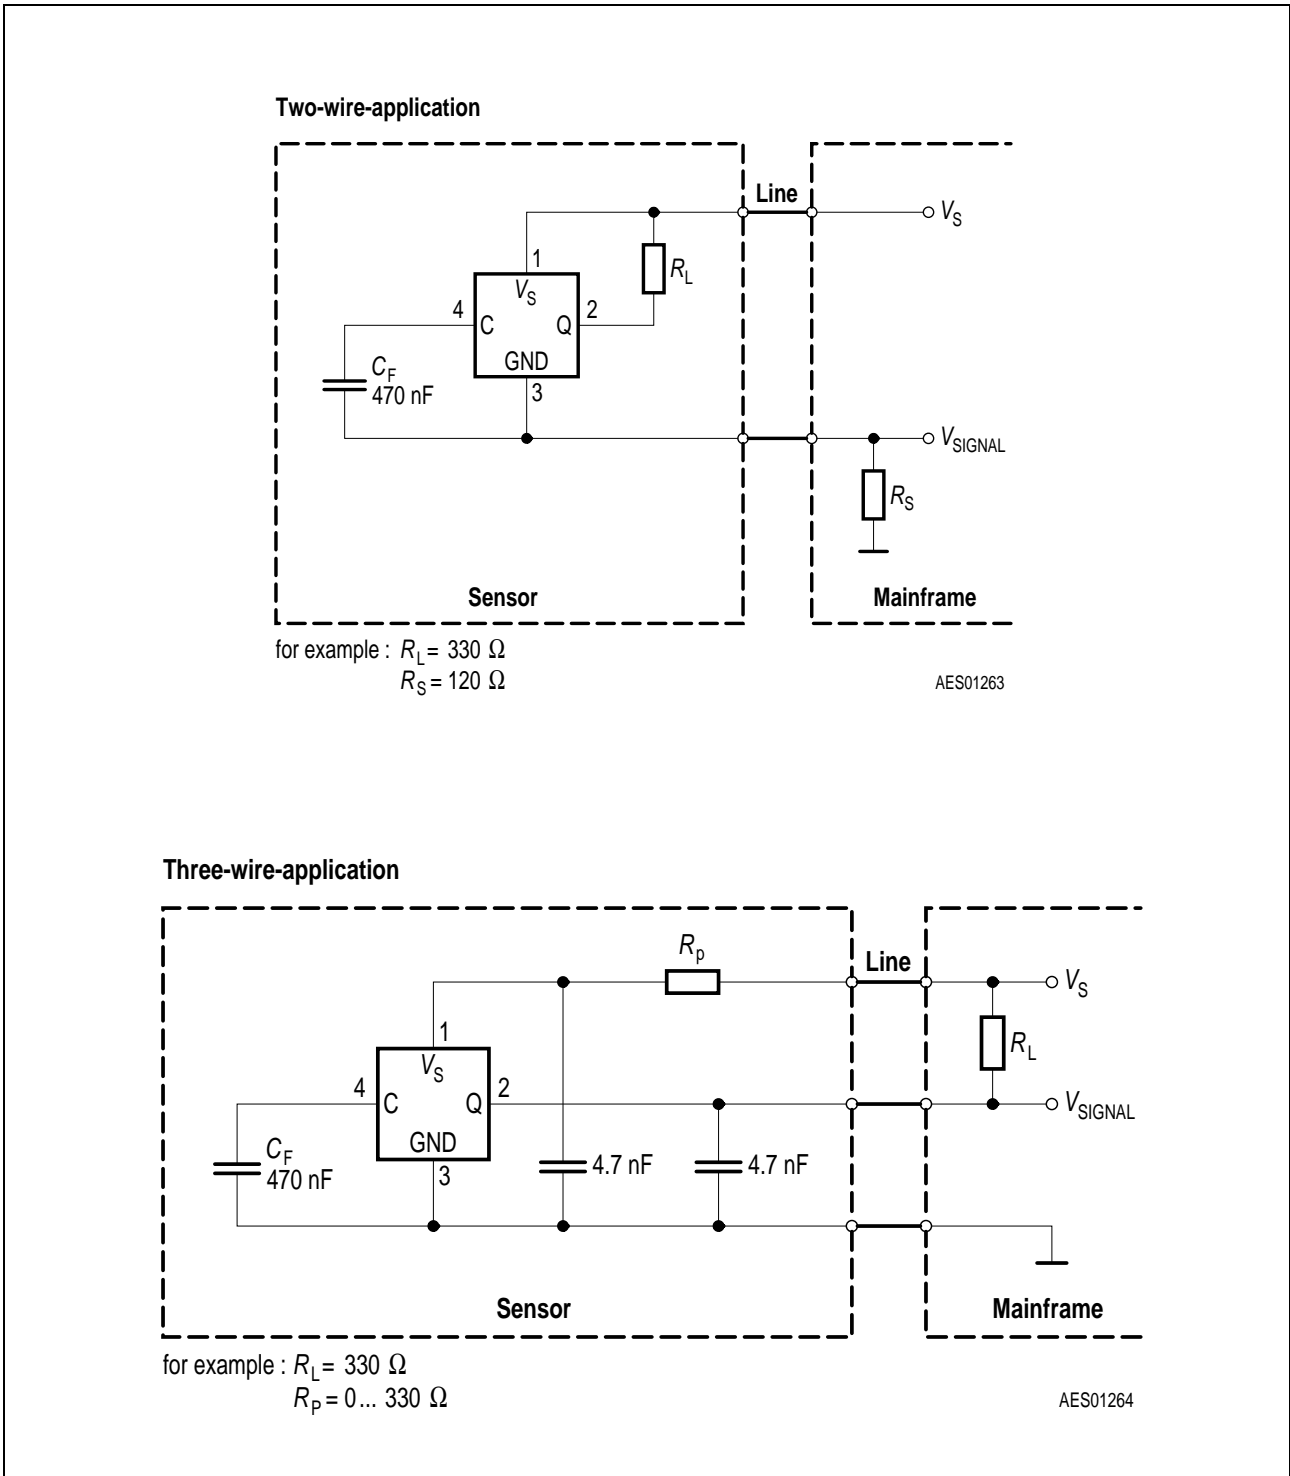 Two-wire-application
Line
V_S
1
R_L
V_S
4
2
C
Q
C_F
GND
470 nF
3
V_SIGNAL
R_S
Sensor
Mainframe
for example : R_L = 330 Ω
R_S = 120 Ω
AES01263
Three-wire-application
R_p
Line
V_S
1
R_L
V_S
4
2
C
Q
V_SIGNAL
GND
C_F
4.7 nF
4.7 nF
470 nF
3
Sensor
Mainframe
for example : R_L = 330 Ω
R_P = 0... 330 Ω
AES01264